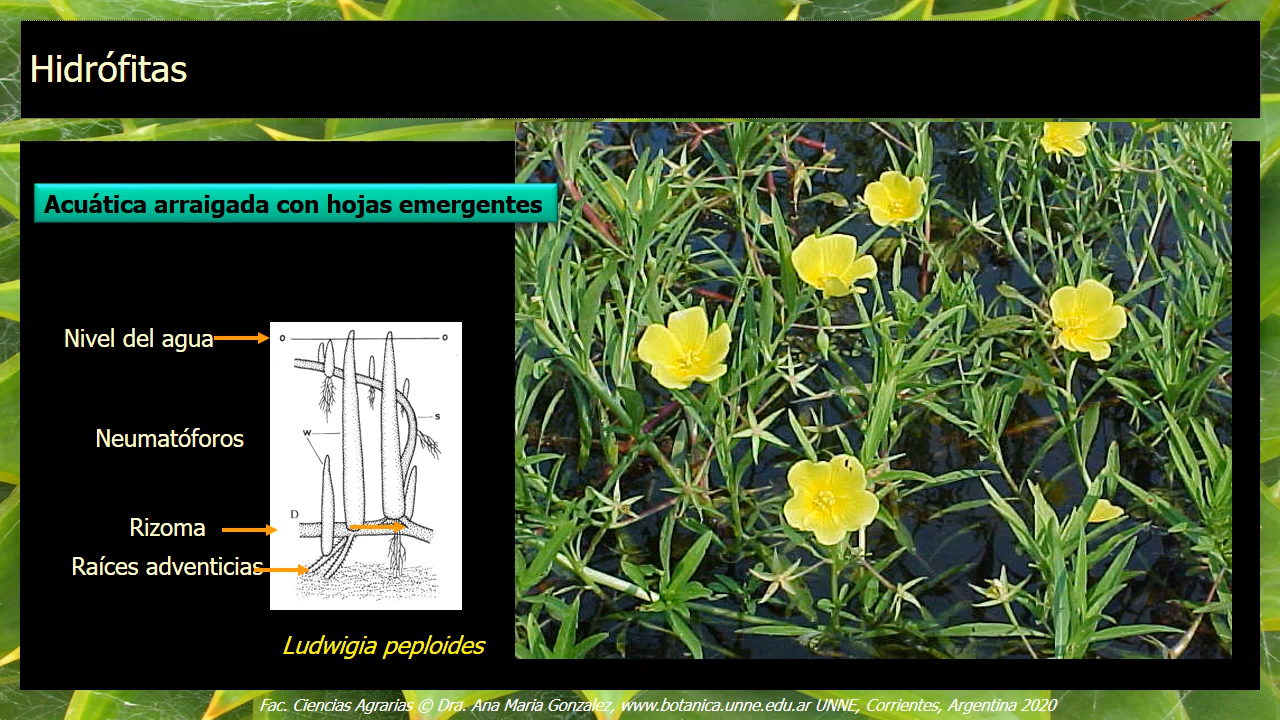 Hidrófitas
Acuática arraigada con hojas emergentes
Nivel del agua
o o
s
w
Neumatóforos
D
Rizoma
Raíces adventicias
Ludwigia peploides
Fac. Ciencias Agrarias © Dra. Ana María Gonzalez, www.botanica.unne.edu.ar UNNE, Corrientes, Argentina 2020